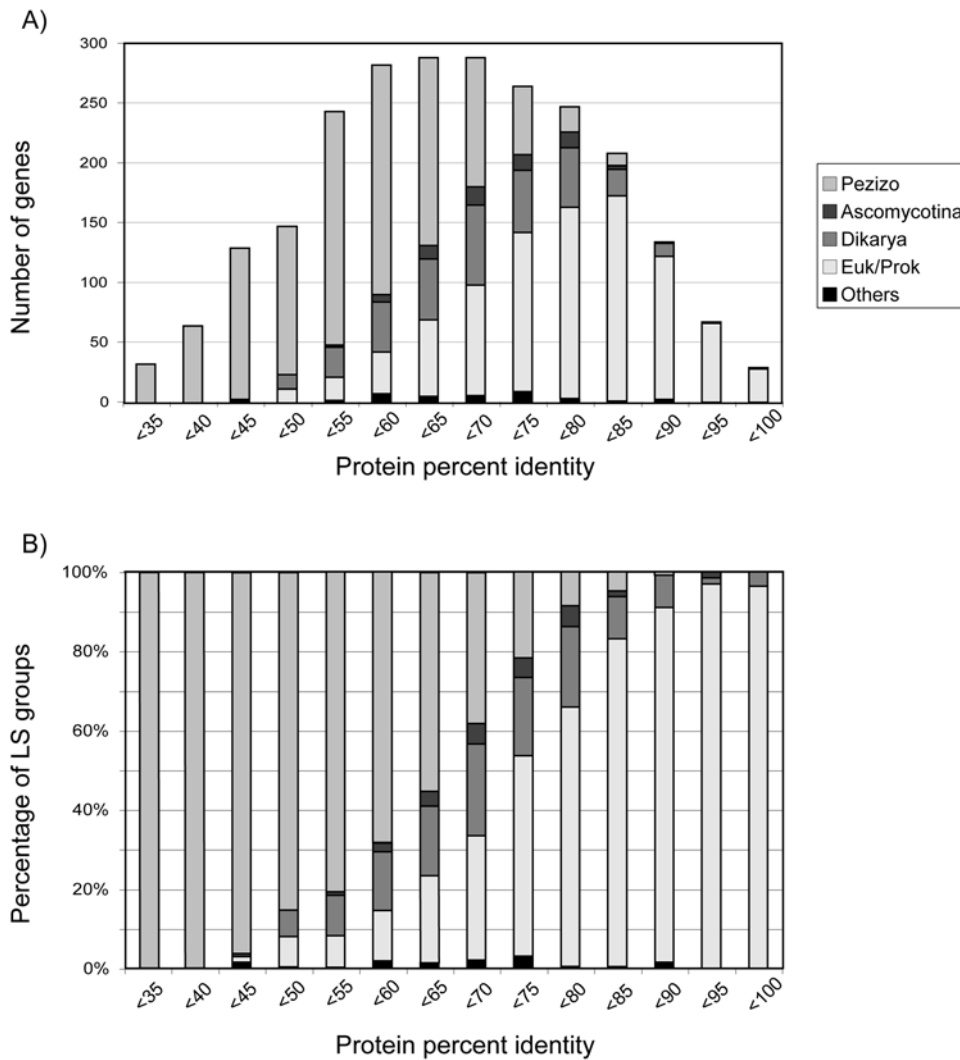 A)
300
250
200
150
100
50
0
Number of genes
<35 <40 <45 <50 <55 <60 <65 <70 <75 <80 <85 <90 <95 <100
Protein percent identity
Pezizo
Ascomycotina
Dikarya
Euk/Prok
Others
B)
100%
80%
60%
40%
20%
0%
Percentage of LS groups
<35 <40 <45 <50 <55 <60 <65 <70 <75 <80 <85 <90 <95 <100
Protein percent identity